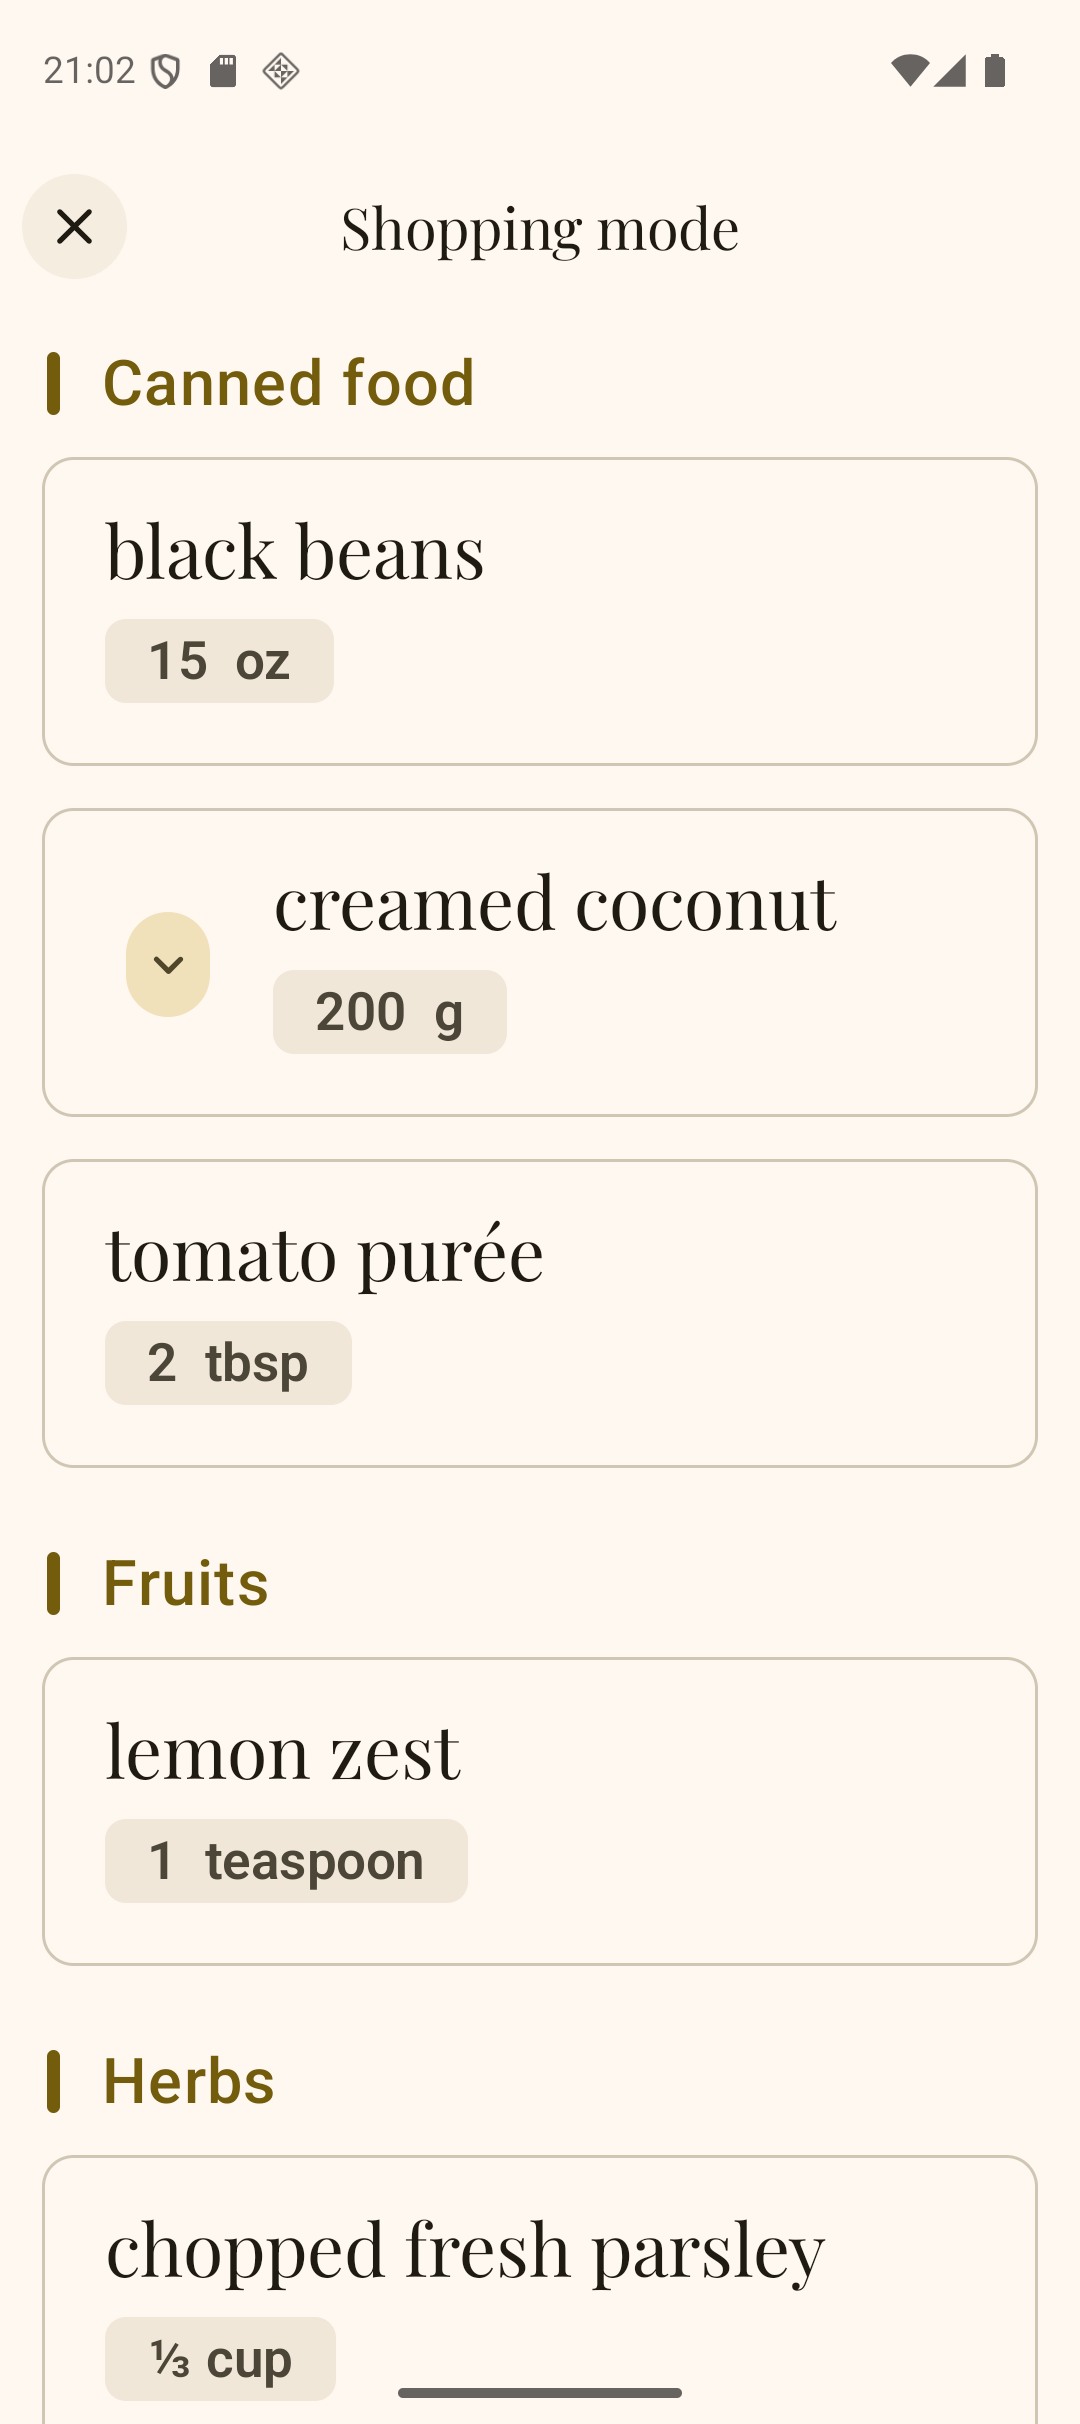 21:02
Shopping mode
Canned food
black beans
15 oz
creamed coconut
200 g
tomato purée
2 tbsp
Fruits
lemon zest
1 teaspoon
Herbs
chopped fresh parsley
⅓ cup